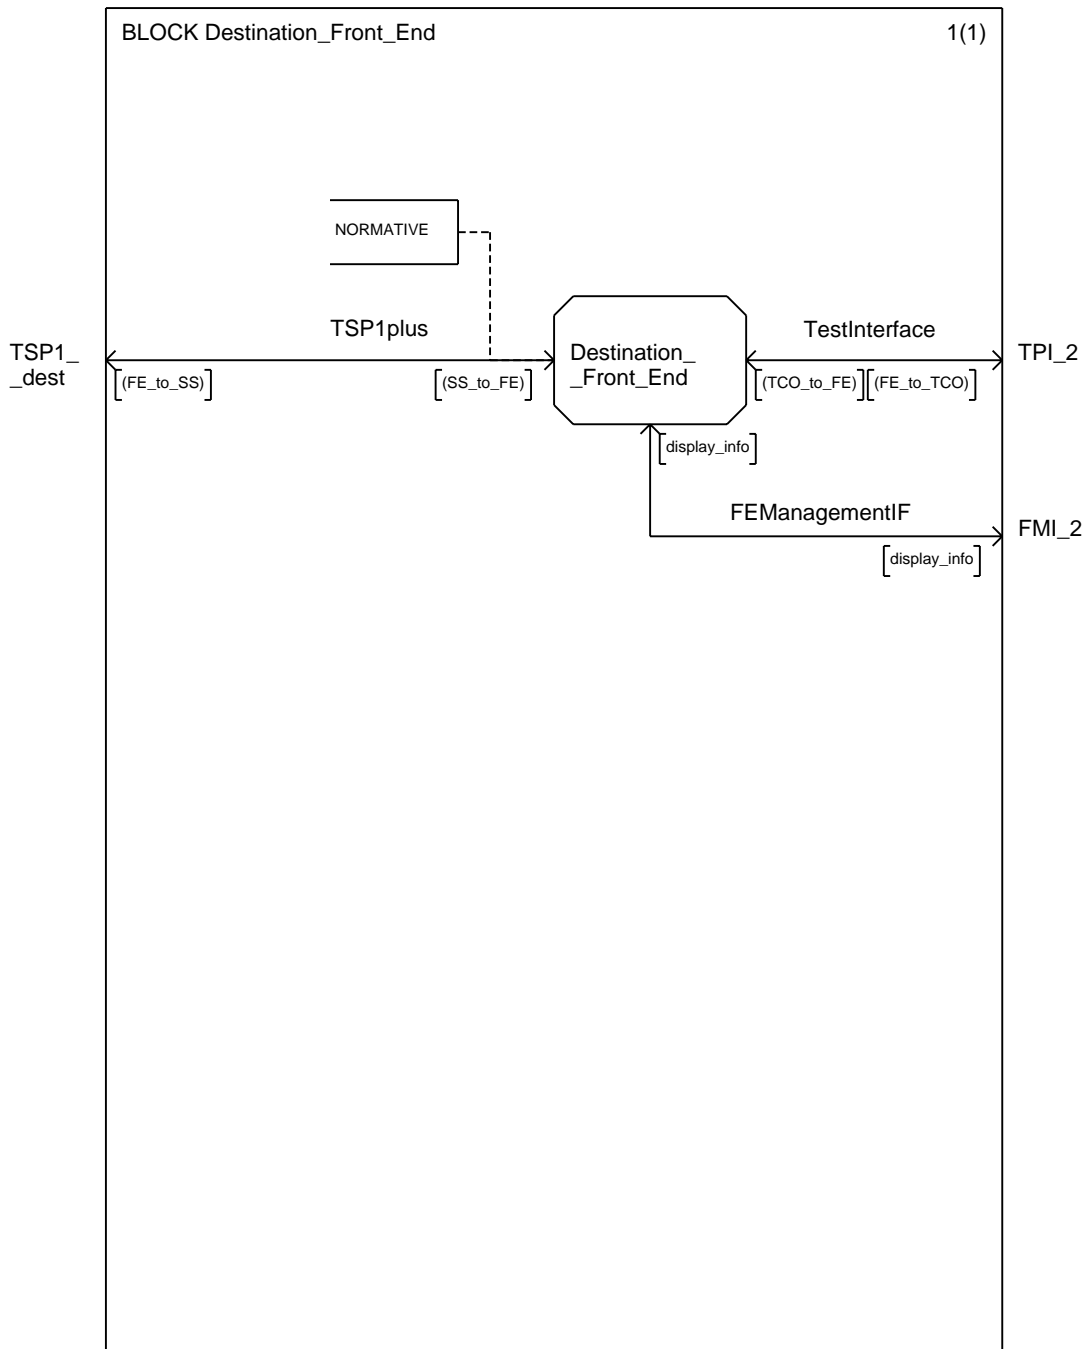 BLOCK Destination_Front_End
1(1)
NORMATIVE
TSP1plus
TestInterface
TSP1_
_dest
Destination_
_Front_End
TPI_2
(FE_to_SS)
(SS_to_FE)
(TCO_to_FE)
(FE_to_TCO)
display_info
FEManagementIF
FMI_2
display_info